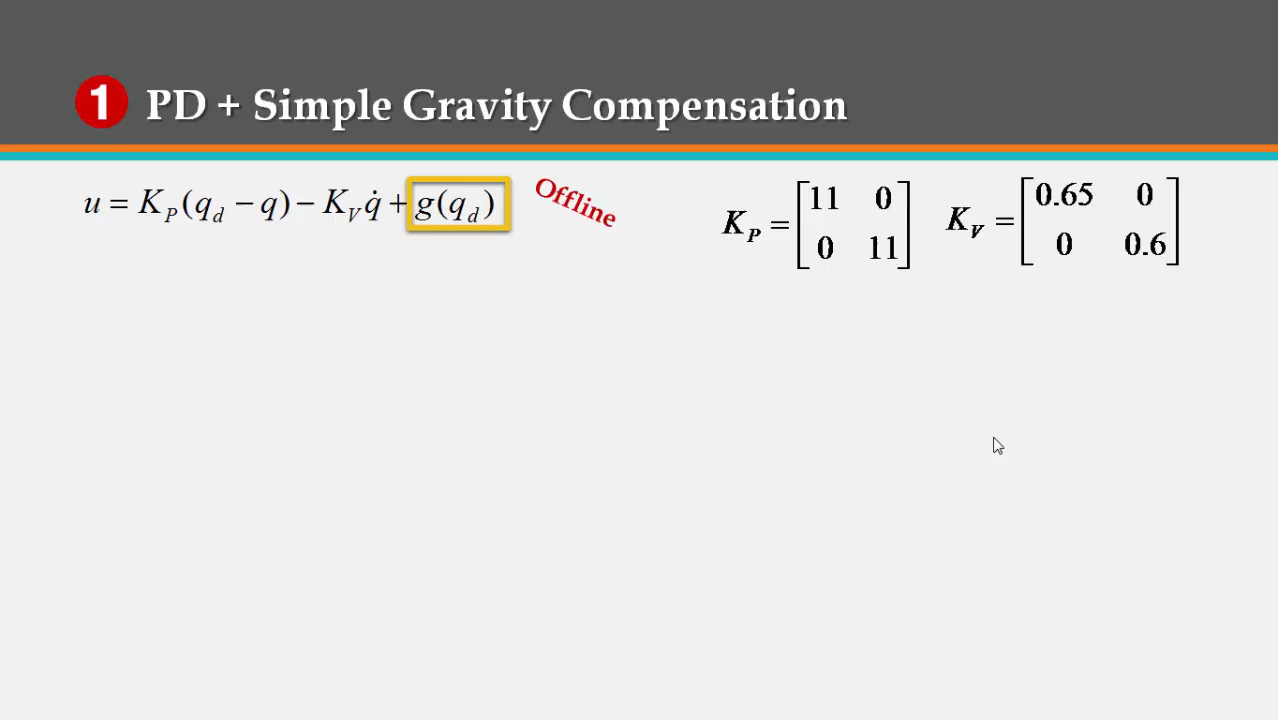 1 PD + Simple Gravity Compensation
u = K_P(q_d − q) − K_V q̇ + g(q_d)
Offline
K_P = [11 0; 0 11]
K_V = [0.65 0; 0 0.6]